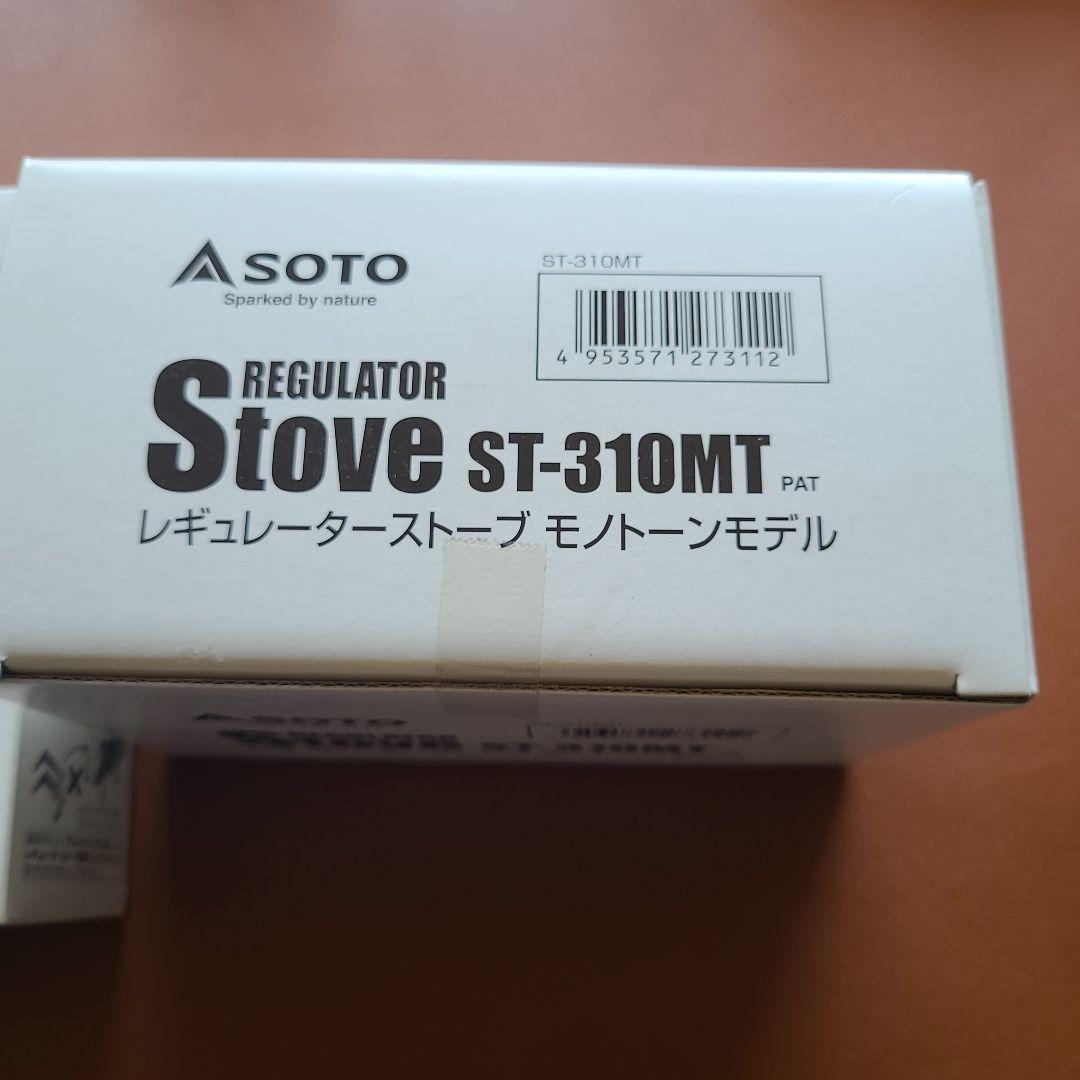 SOTO
Sparked by nature
ST-310MT
4 953571 273112
REGULATOR
Stove ST-310MT PAT
レギュレーターストーブ モノトーンモデル
SOTO